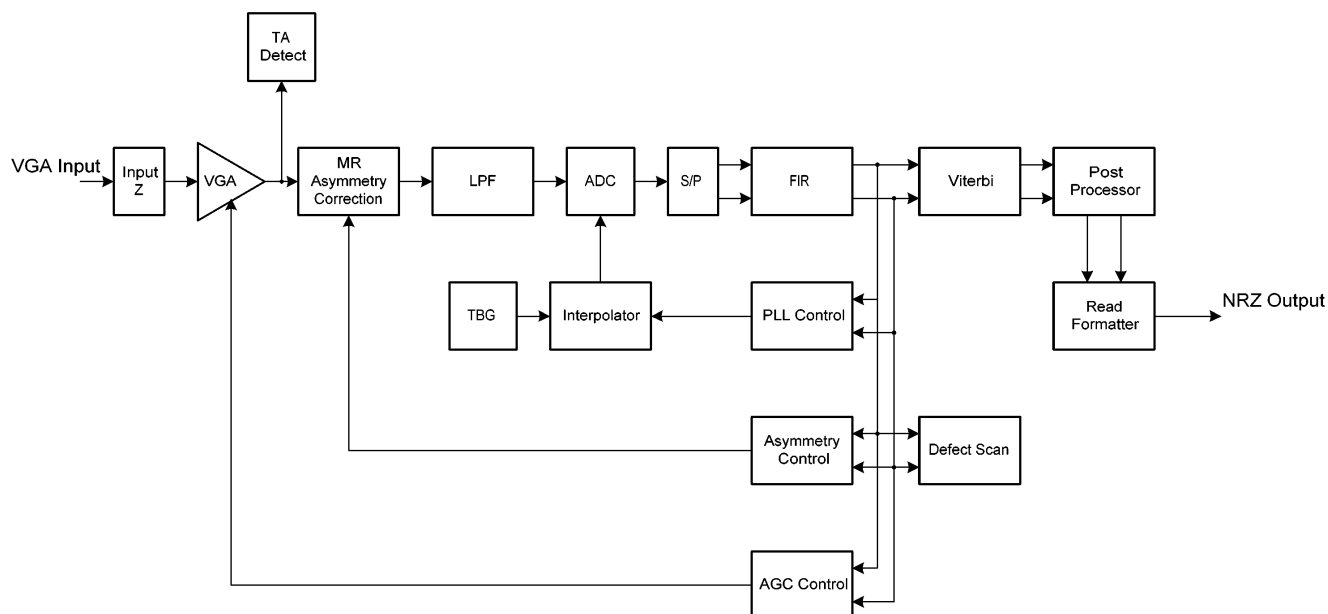 TA
Detect
VGA Input
Input
Z
VGA
MR
Asymmetry
Correction
LPF
ADC
S/P
FIR
Viterbi
Post
Processor
TBG
Interpolator
PLL Control
Read
Formatter
NRZ Output
Asymmetry
Control
Defect Scan
AGC Control